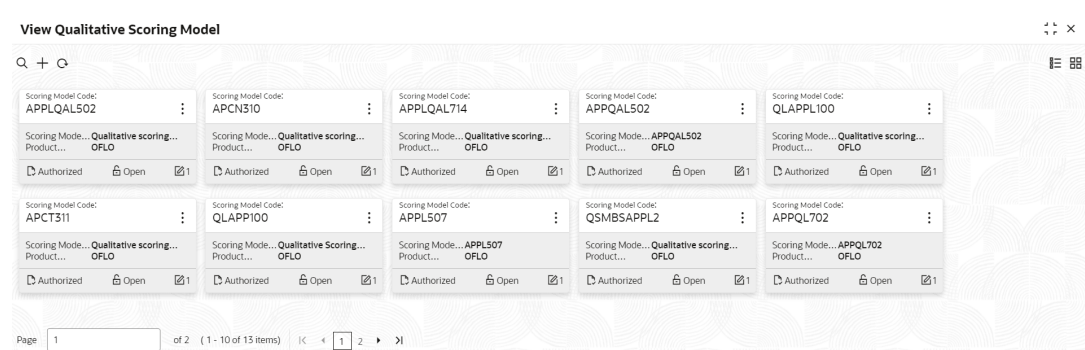 View Qualitative Scoring Model
Scoring Model Code:
APPLQAL502
Scoring Mode... Qualitative scoring...
Product... OFLO
Authorized Open 1
Scoring Model Code:
APCN310
Scoring Mode... Qualitative scoring...
Product... OFLO
Authorized Open 1
Scoring Model Code:
APPLQAL714
Scoring Mode... Qualitative scoring...
Product... OFLO
Authorized Open 1
Scoring Model Code:
APPQAL502
Scoring Mode... APPQAL502
Product... OFLO
Authorized Open 1
Scoring Model Code:
QLAPPL100
Scoring Mode... Qualitative scoring...
Product... OFLO
Authorized Open 1
Scoring Model Code:
APCT311
Scoring Mode... Qualitative scoring...
Product... OFLO
Authorized Open 1
Scoring Model Code:
QLAPP100
Scoring Mode... Qualitative Scoring...
Product... OFLO
Authorized Open 1
Scoring Model Code:
APPL507
Scoring Mode... APPL507
Product... OFLO
Authorized Open 1
Scoring Model Code:
QSMBSAPPL2
Scoring Mode... Qualitative scoring...
Product... OFLO
Authorized Open 1
Scoring Model Code:
APPQL702
Scoring Mode... APPQL702
Product... OFLO
Authorized Open 1
Page 1 of 2 ( 1 - 10 of 13 items) 1 2